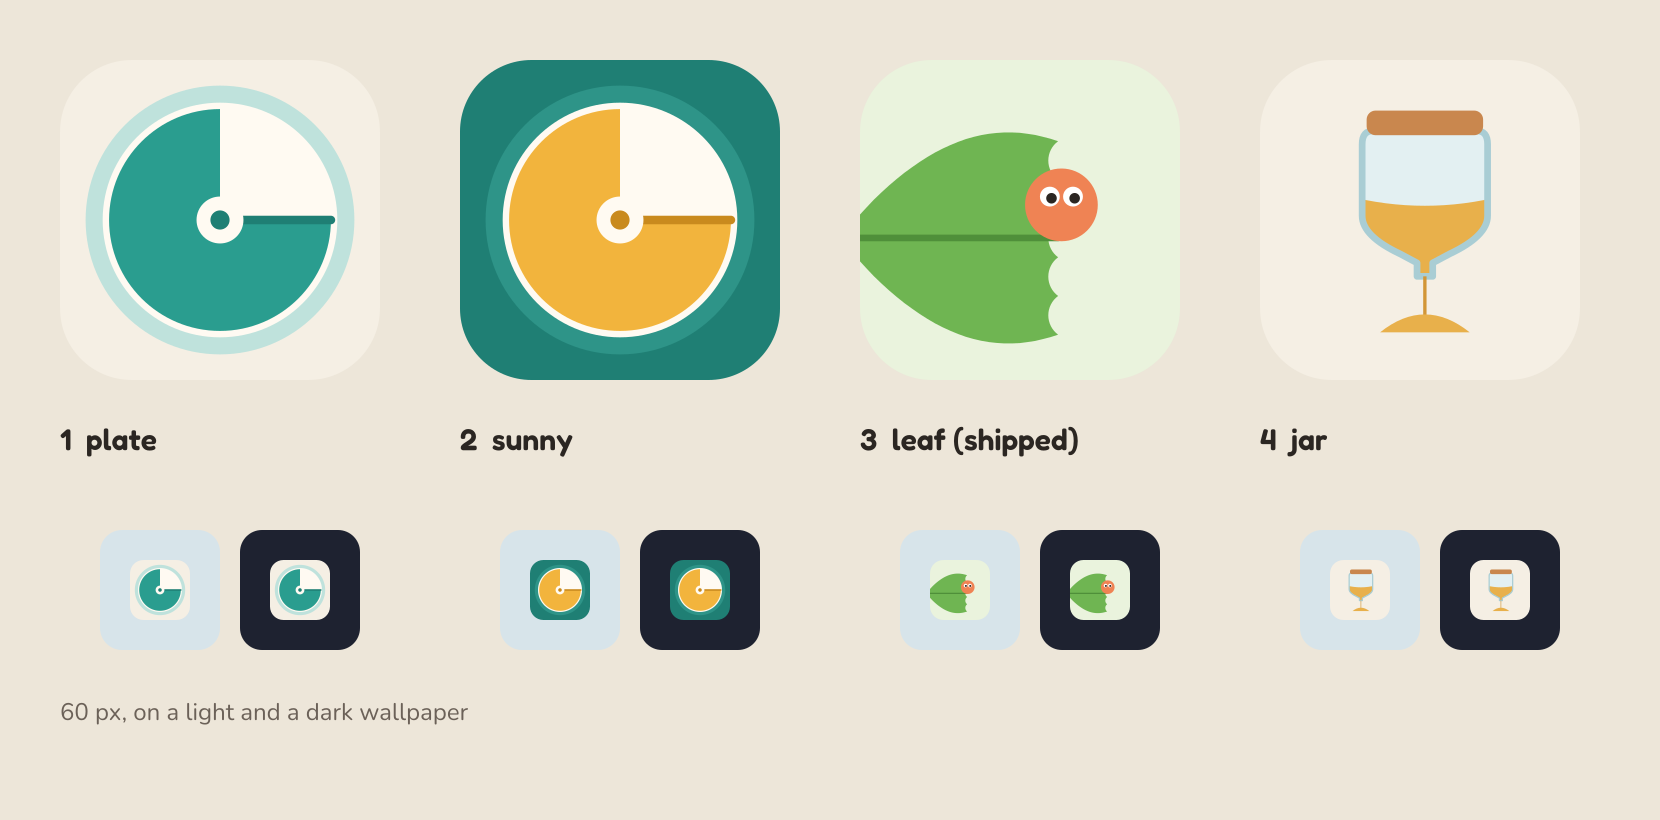 1 plate
2 sunny
3 leaf (shipped)
4 jar
60 px, on a light and a dark wallpaper